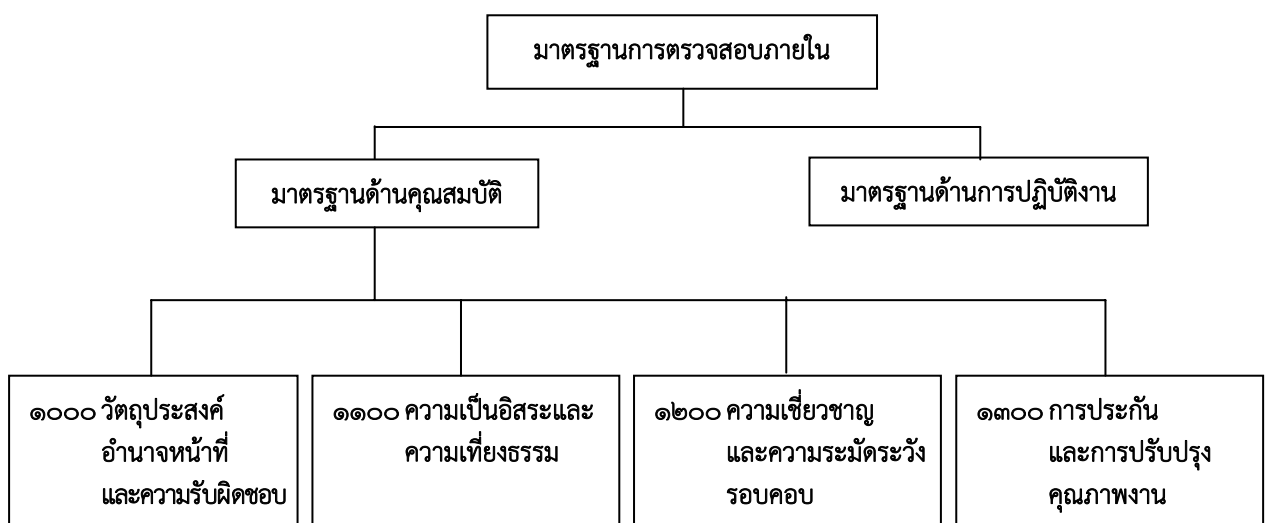 มาตรฐานการตรวจสอบภายใน
มาตรฐานด้านคุณสมบัติ
มาตรฐานด้านการปฏิบัติงาน
๑๐๐๐ วัตถุประสงค์
อำนาจหน้าที่
และความรับผิดชอบ
๑๑๐๐ ความเป็นอิสระและ
ความเที่ยงธรรม
๑๒๐๐ ความเชี่ยวชาญ
และความระมัดระวัง
รอบคอบ
๑๓๐๐ การประกัน
และการปรับปรุง
คุณภาพงาน